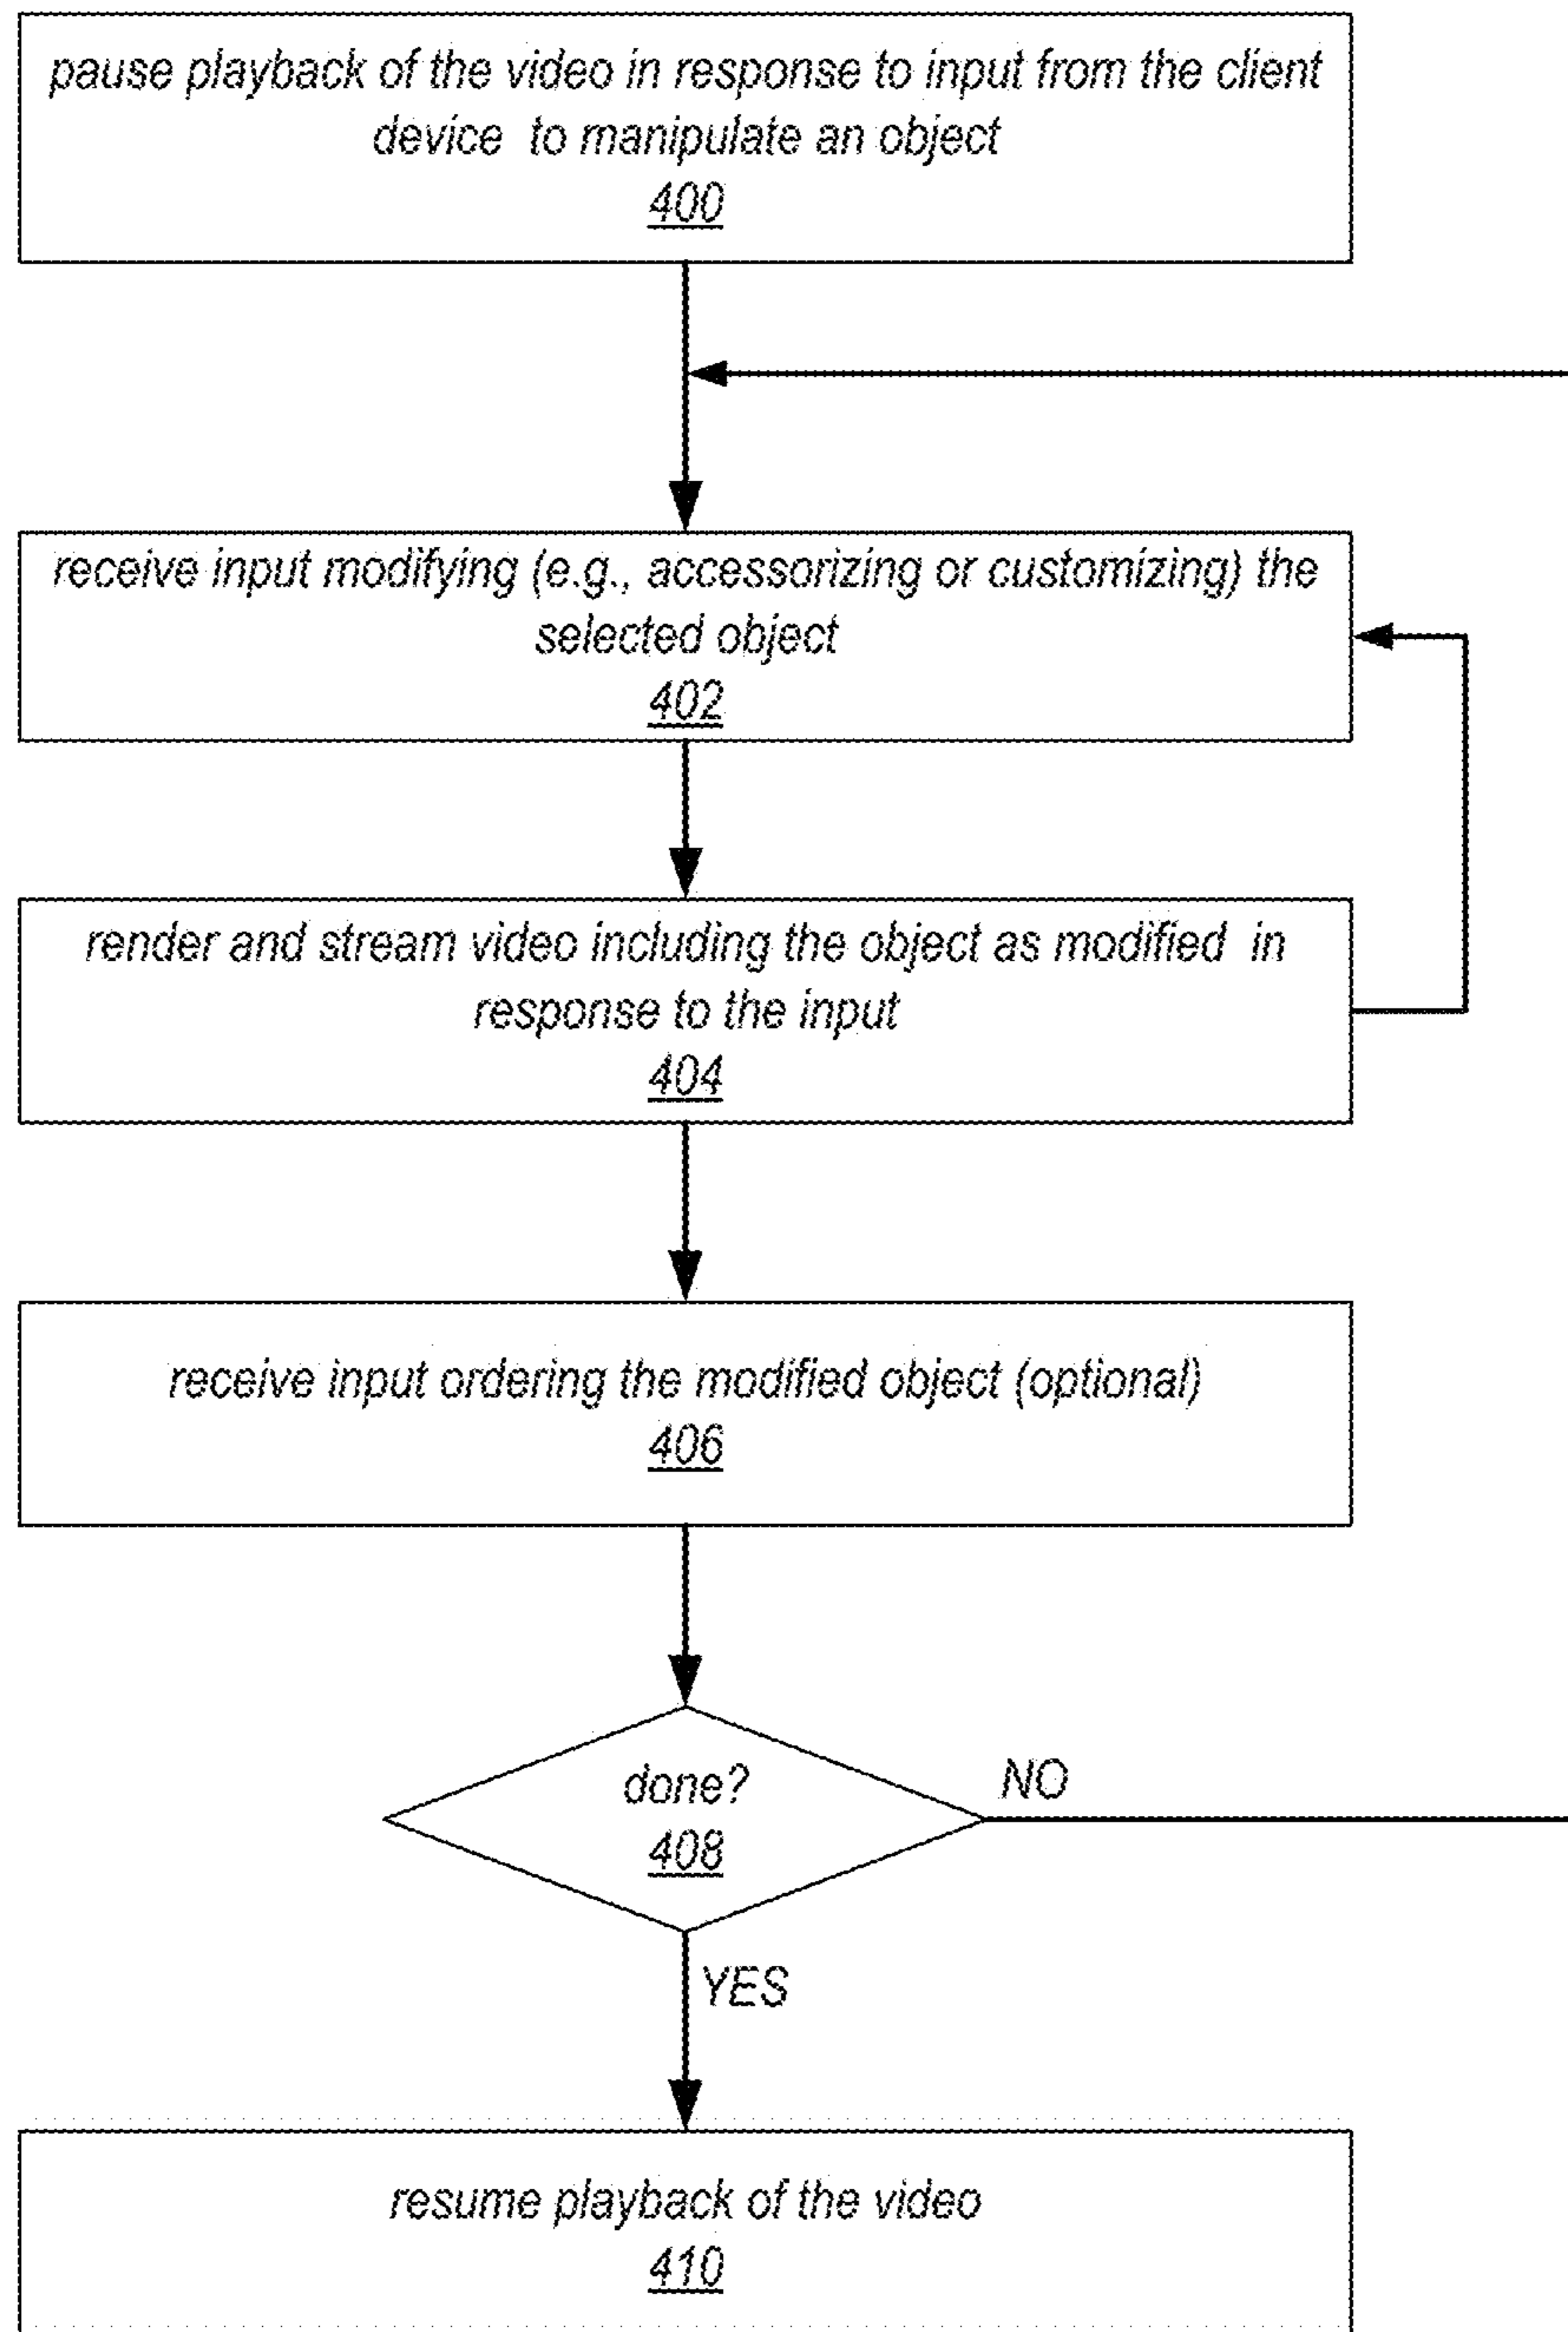 pause playback of the video in response to input from the client
device to manipulate an object
400
receive input modifying (e.g., accessorizing or customizing) the
selected object
402
render and stream video including the object as modified in
response to the input
404
receive input ordering the modified object (optional)
406
done?
408
NO
YES
resume playback of the video
410